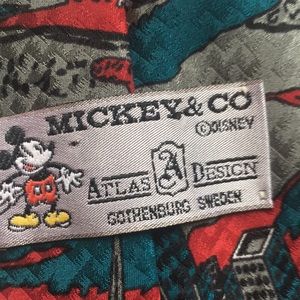 MICKEY&CO
©DISNEY
ATLAS A DESIGN
GOTHENBURG SWEDEN